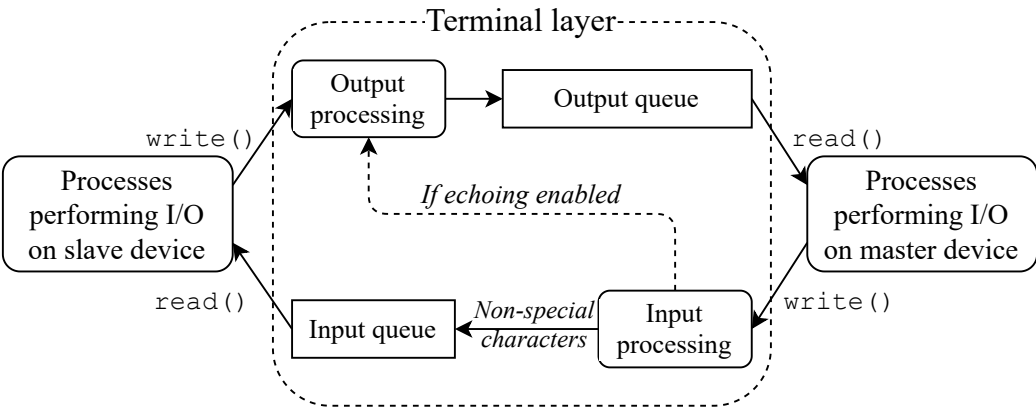 Terminal layer
Output
processing
Output queue
write()
read()
Processes
performing I/O
on slave device
If echoing enabled
Processes
performing I/O
on master device
read()
Input queue
Non-special
characters
Input
processing
write()